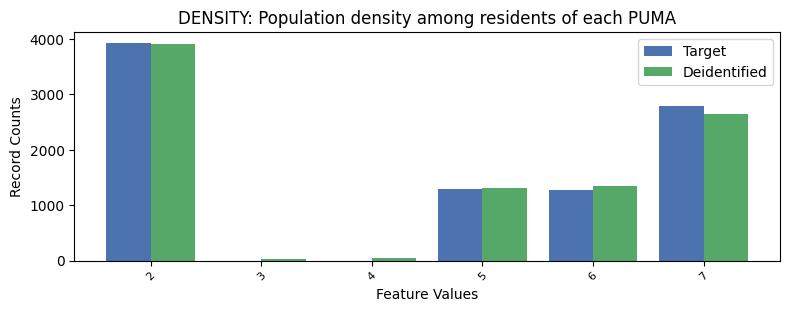 DENSITY: Population density among residents of each PUMA
Record Counts
4000
3000
2000
1000
0
Target
Deidentified
2 3 4 5 6 7
Feature Values